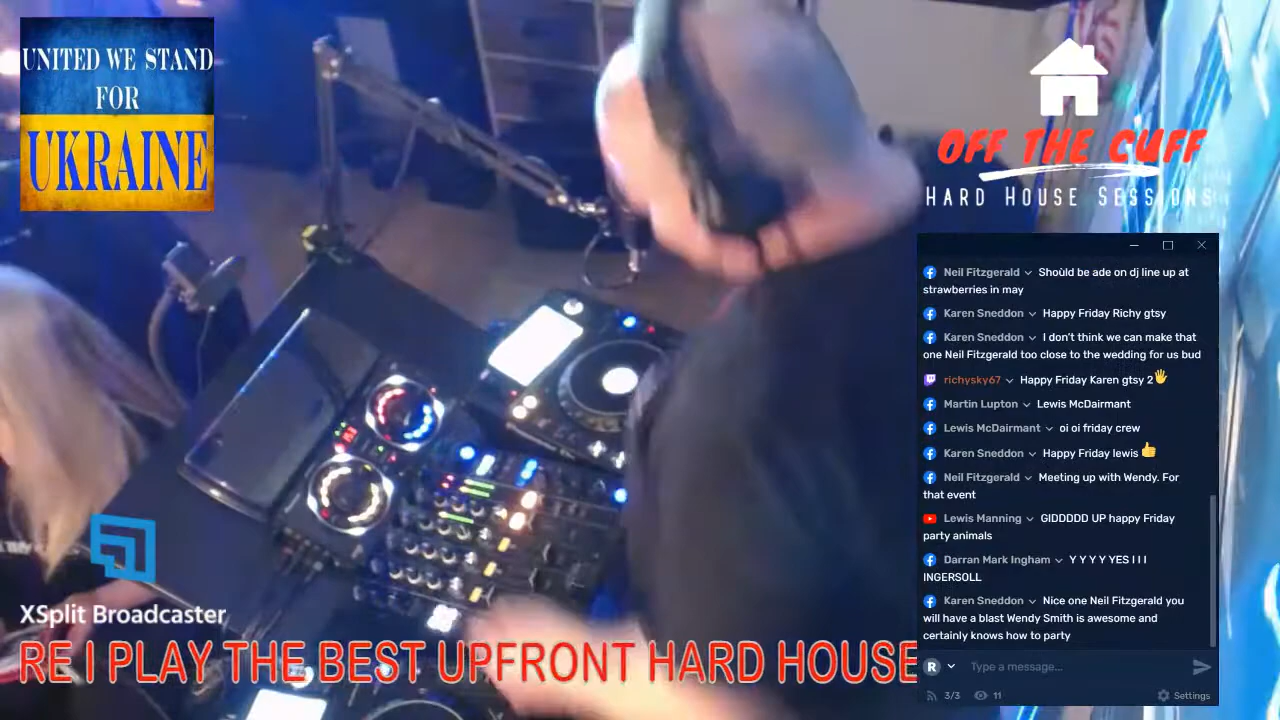 UNITED WE STAND
FOR
UKRAINE
OFF THE CUFF
HARD HOUSE SESSIONS
Neil Fitzgerald Should be ade on dj line up at
strawberries in may
Karen Sneddon Happy Friday Richy gtsy
Karen Sneddon I don't think we can make that
one Neil Fitzgerald too close to the wedding for us bud
richysky67 Happy Friday Karen gtsy 2🖐
Martin Lupton Lewis McDairmant
Lewis McDairmant oi oi friday crew
Karen Sneddon Happy Friday lewis 👍
Neil Fitzgerald Meeting up with Wendy. For
that event
Lewis Manning GIDDDDD UP happy Friday
party animals
Darran Mark Ingham Y Y Y Y YES I I I
INGERSOLL
Karen Sneddon Nice one Neil Fitzgerald you
will have a blast Wendy Smith is awesome and
certainly knows how to party
R Type a message...
3/3 11 Settings
XSplit Broadcaster
RE I PLAY THE BEST UPFRONT HARD HOUSE